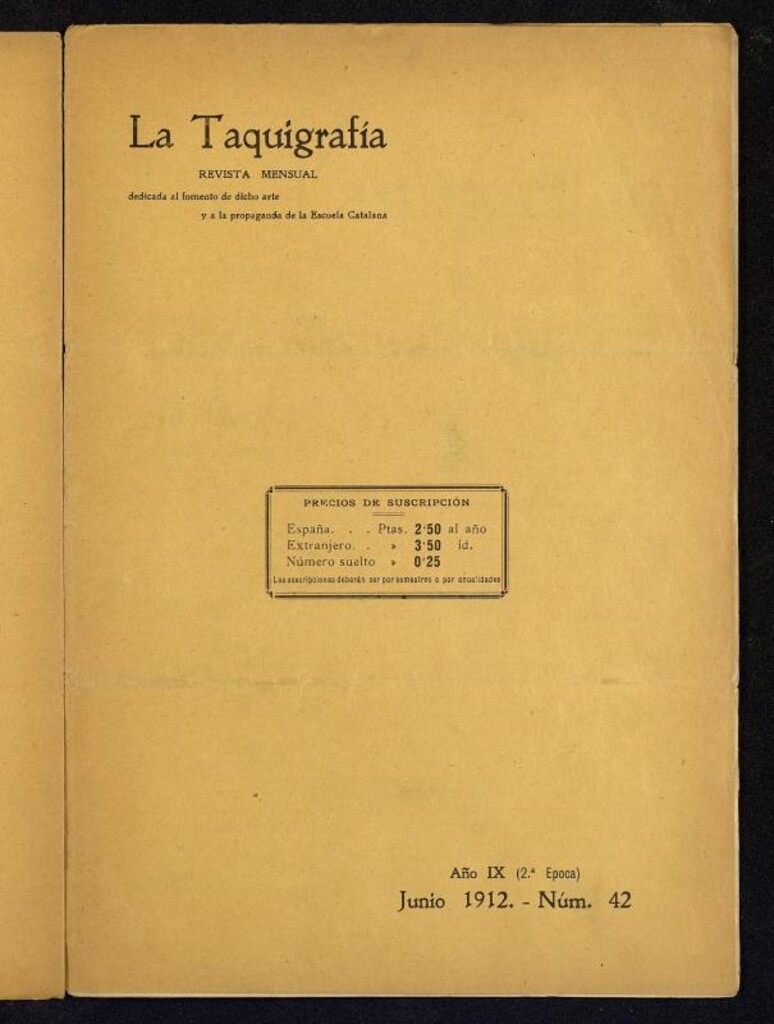 La Taquigrafía
REVISTA MENSUAL
dedicada al fomento de dicho arte
y a la propaganda de la Escuela Catalana
PRECIOS DE SUSCRIPCIÓN
España. . . Ptas. 2'50 al año
Extranjero. . » 3'50 id.
Número suelto » 0'25
Las suscripciones deberán ser por semestres o por anualidades
Año IX (2.ª Epoca)
Junio 1912. - Núm. 42